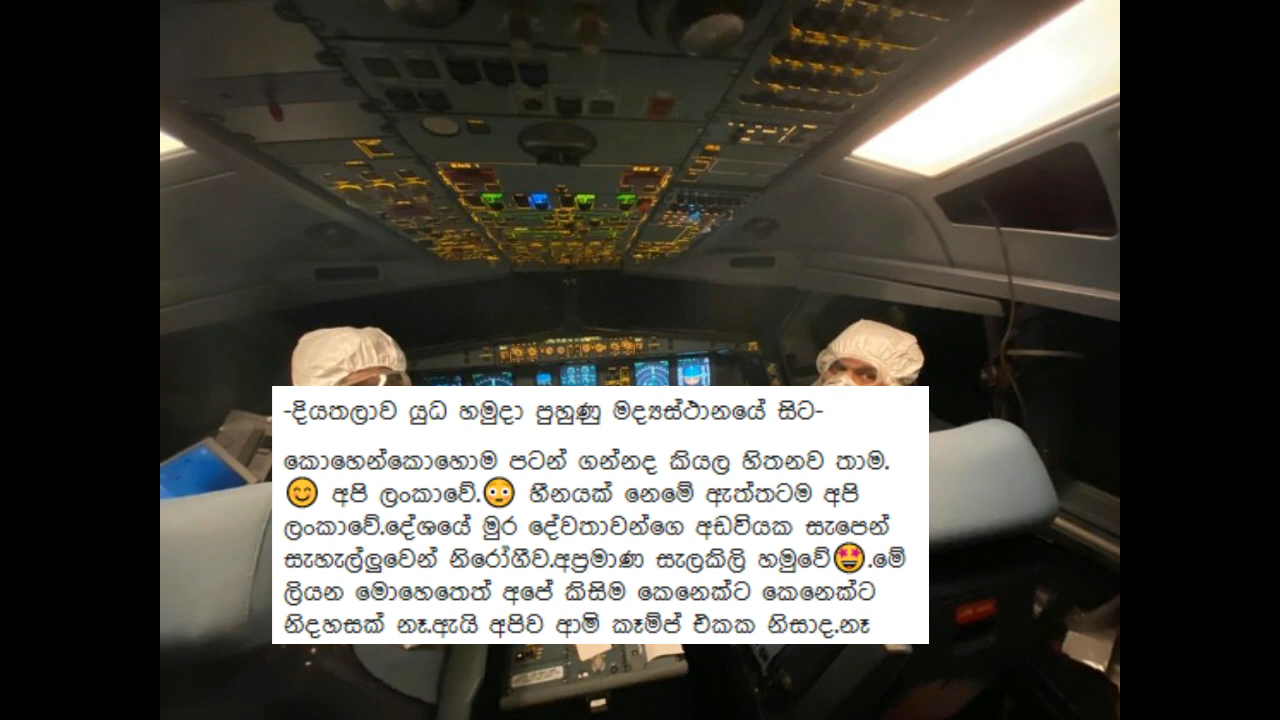 -දියතලාව යුධ හමුදා පුහුණු මද්‍යස්ථානයේ සිට-
කොහෙන්කොහොම පටන් ගන්නද කියල හිතනව තාම.
😊 අපි ලංකාවේ.😳 හීනයක් නෙමේ ඇත්තටම අපි
ලංකාවේ.දේශයේ මුර දේවතාවන්ගෙ අඩවියක සැපෙන්
සැහැල්ලුවෙන් නිරෝගීව.අප්‍රමාණ සැලකිලි හමුවේ🤩.මේ
ලියන මොහෙතෙත් අපේ කිසිම කෙනෙක්ට කෙනෙක්ට
නිදහසක් නෑ.ඇයි අපිව ආමි කෑම්ප් එකක නිසාද.නෑ